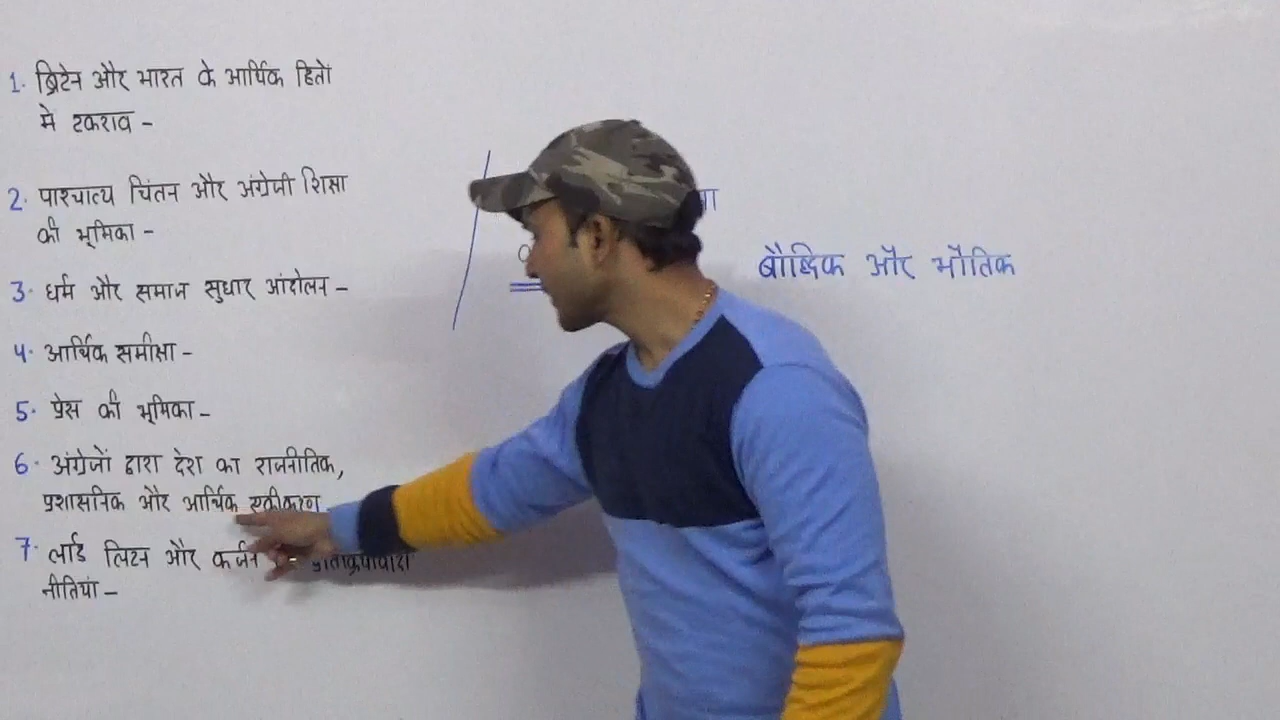 1. ब्रिटेन और भारत के आर्थिक हितों
में टकराव -
2. पाश्चात्य चिंतन और अंग्रेजी शिक्षा
की भूमिका -
3. धर्म और समाज सुधार आंदोलन -
4. आर्थिक समीक्षा -
5. प्रेस की भूमिका -
6. अंग्रेजों द्वारा देश का राजनीतिक,
प्रशासनिक और आर्थिक एकीकरण
7. लार्ड लिटन और कर्जन
नीतियां -
बौद्धिक और भौतिक